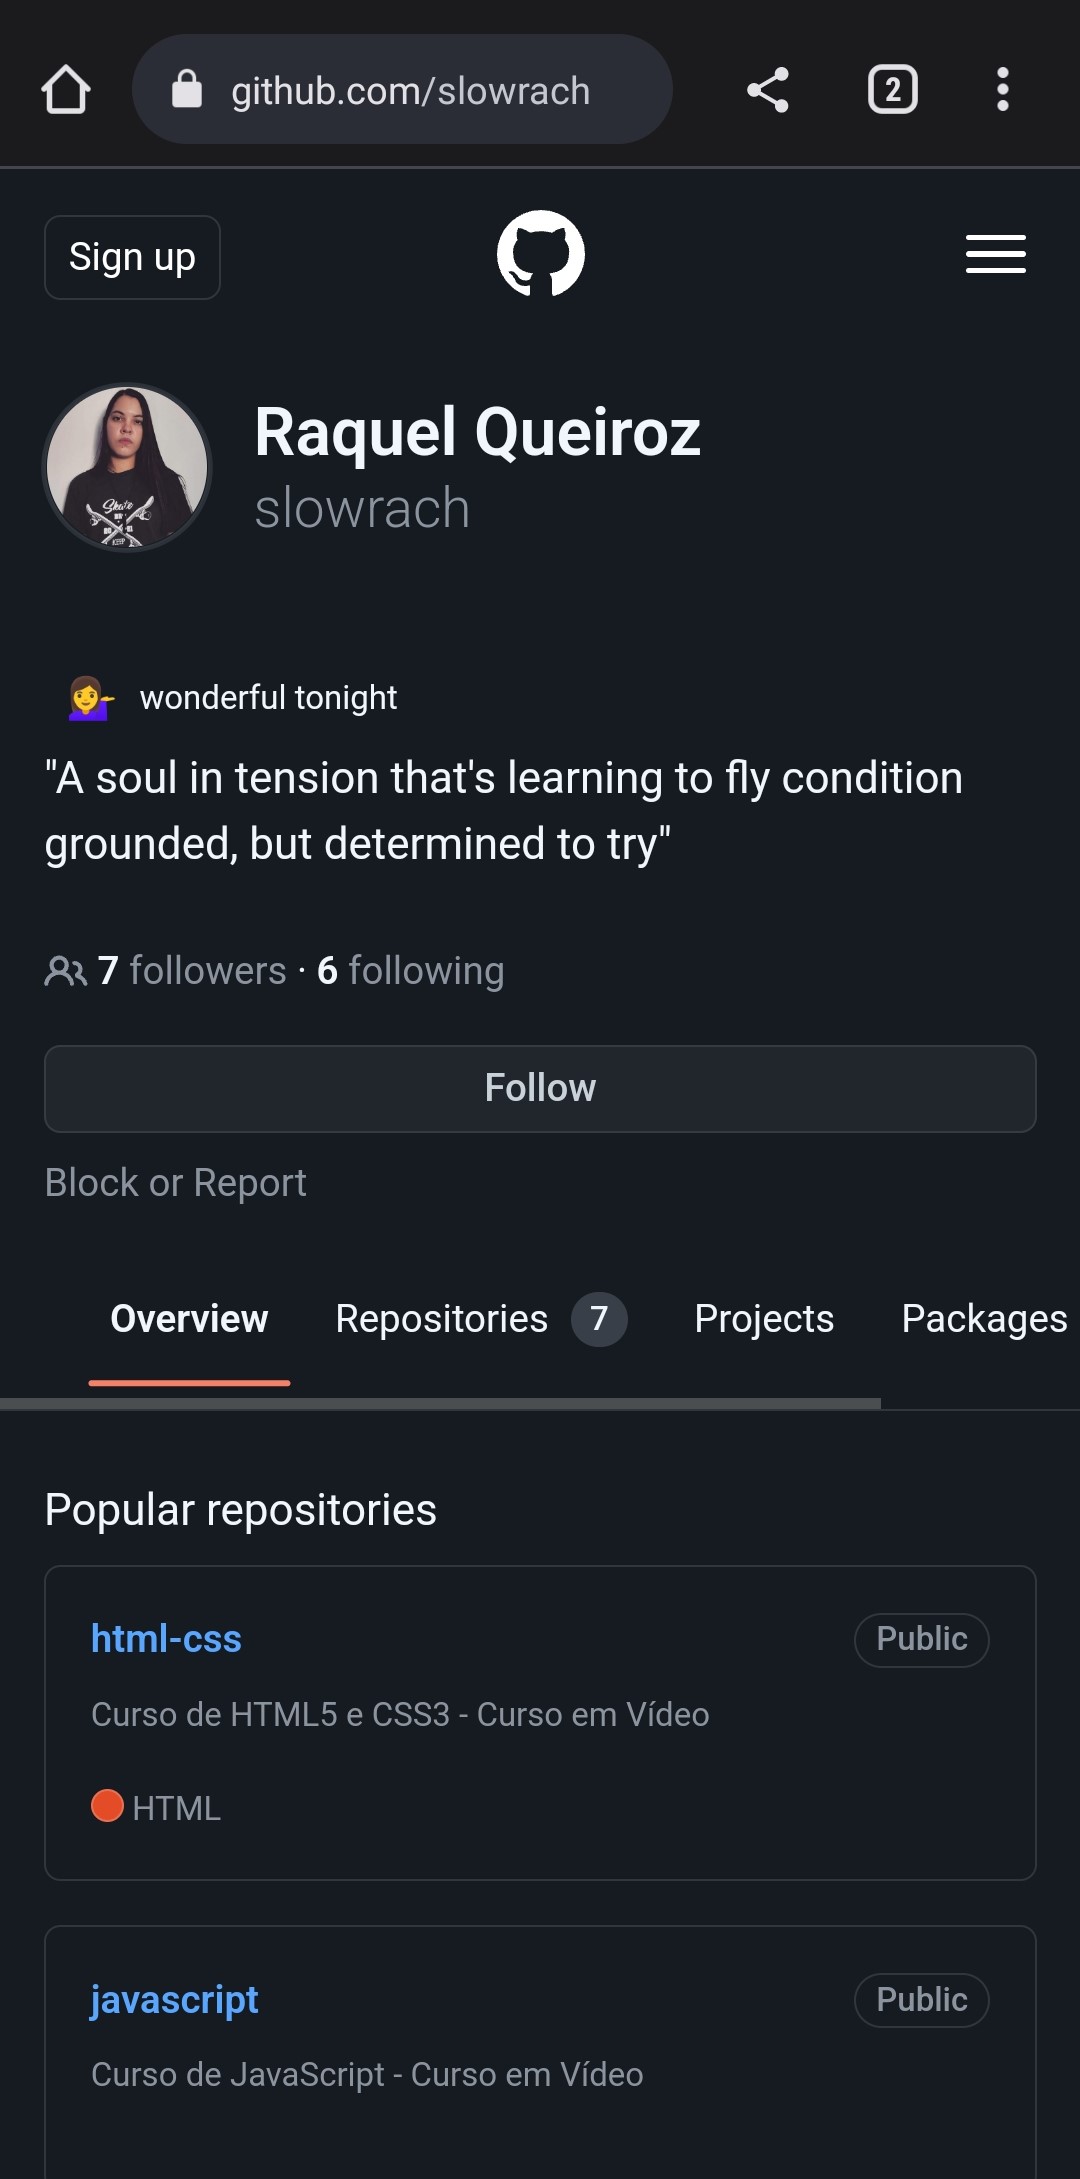 github.com/slowrach
2
Sign up
Raquel Queiroz
slowrach
Skate
KEEP
wonderful tonight
"A soul in tension that's learning to fly condition
grounded, but determined to try"
7 followers · 6 following
Follow
Block or Report
Overview Repositories 7 Projects Packages
Popular repositories
html-css Public
Curso de HTML5 e CSS3 - Curso em Vídeo
HTML
javascript Public
Curso de JavaScript - Curso em Vídeo